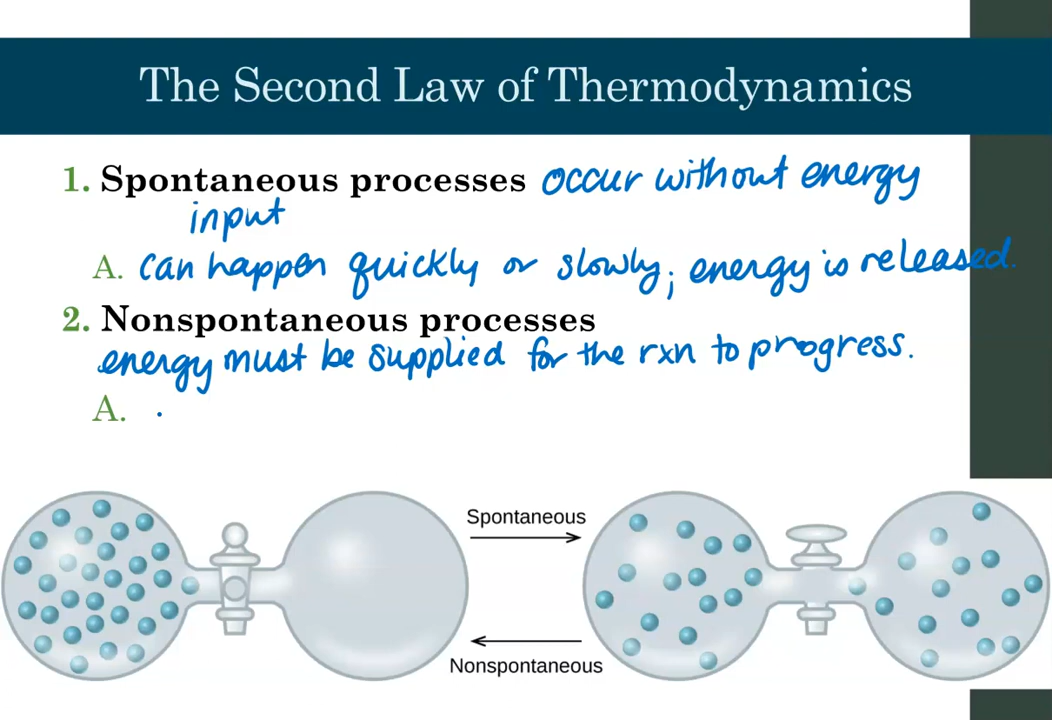 The Second Law of Thermodynamics
1. Spontaneous processes occur without energy
input
A. can happen quickly or slowly; energy is released.
2. Nonspontaneous processes
energy must be supplied for the rxn to progress.
A.
Spontaneous
Nonspontaneous